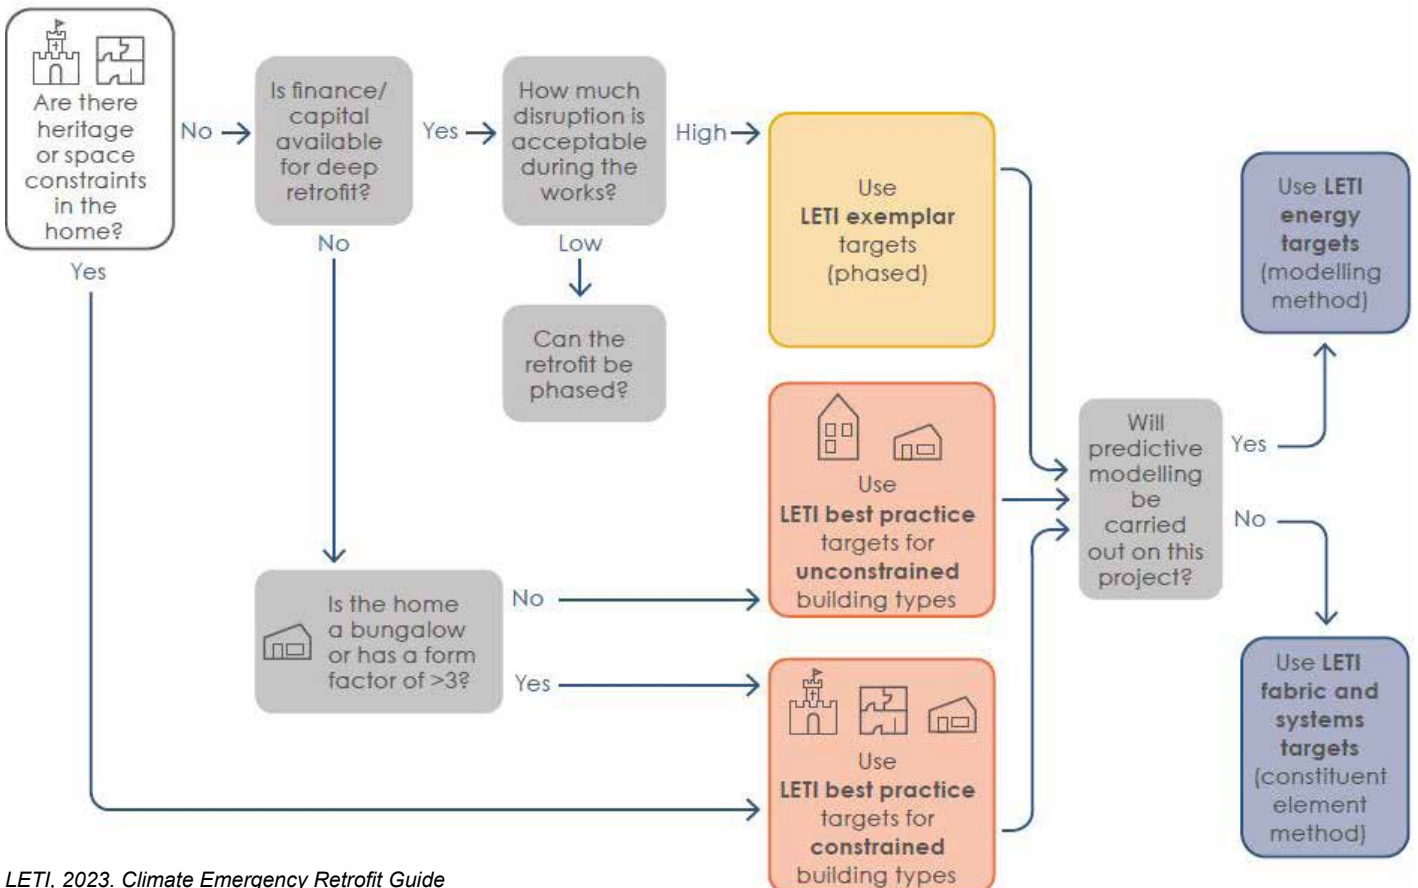 Are there
heritage
or space
constraints
in the
home?
No
Yes
Is finance/
capital
available
for deep
retrofit?
Yes
No
How much
disruption is
acceptable
during the
works?
High
Low
Can the
retrofit be
phased?
Is the home
a bungalow
or has a form
factor of >3?
No
Yes
Use
LETI exemplar
targets
(phased)
Use
LETI best practice
targets for
unconstrained
building types
Use
LETI best practice
targets for
constrained
building types
Will
predictive
modelling
be
carried
out on this
project?
Yes
No
Use LETI
energy
targets
(modelling
method)
Use LETI
fabric and
systems
targets
(constituent
element
method)
LETI, 2023. Climate Emergency Retrofit Guide